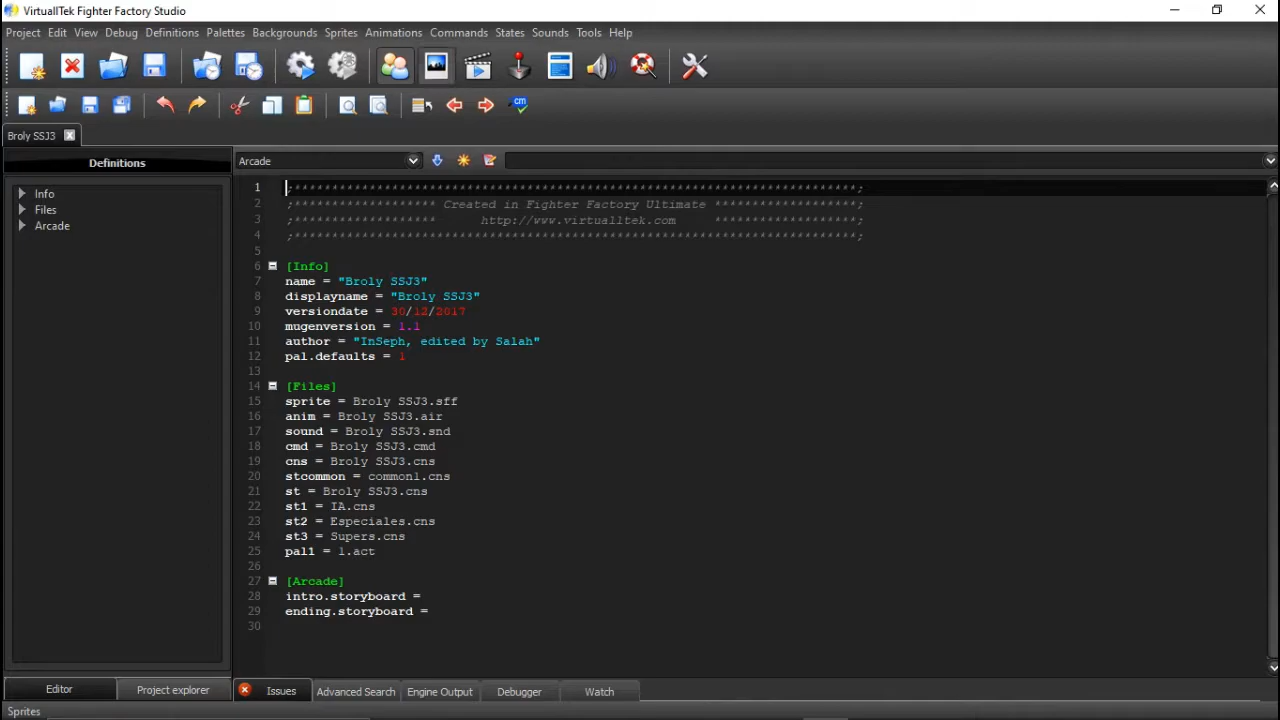 VirtuallTek Fighter Factory Studio
Project Edit View Debug Definitions Palettes Backgrounds Sprites Animations Commands States Sounds Tools Help
cm
Broly SSJ3
Definitions
Arcade
Info
Files
Arcade
1 ;***************************************************************************;
2 ;******************* Created in Fighter Factory Ultimate ******************;
3 ;******************* http://www.virtualltek.com ******************;
4 ;***************************************************************************;
5
6 [Info]
7 name = "Broly SSJ3"
8 displayname = "Broly SSJ3"
9 versiondate = 30/12/2017
10 mugenversion = 1.1
11 author = "InSeph, edited by Salah"
12 pal.defaults = 1
13
14 [Files]
15 sprite = Broly SSJ3.sff
16 anim = Broly SSJ3.air
17 sound = Broly SSJ3.snd
18 cmd = Broly SSJ3.cmd
19 cns = Broly SSJ3.cns
20 stcommon = common1.cns
21 st = Broly SSJ3.cns
22 st1 = IA.cns
23 st2 = Especiales.cns
24 st3 = Supers.cns
25 pal1 = 1.act
26
27 [Arcade]
28 intro.storyboard =
29 ending.storyboard =
30
Editor Project explorer
Issues Advanced Search Engine Output Debugger Watch
Sprites